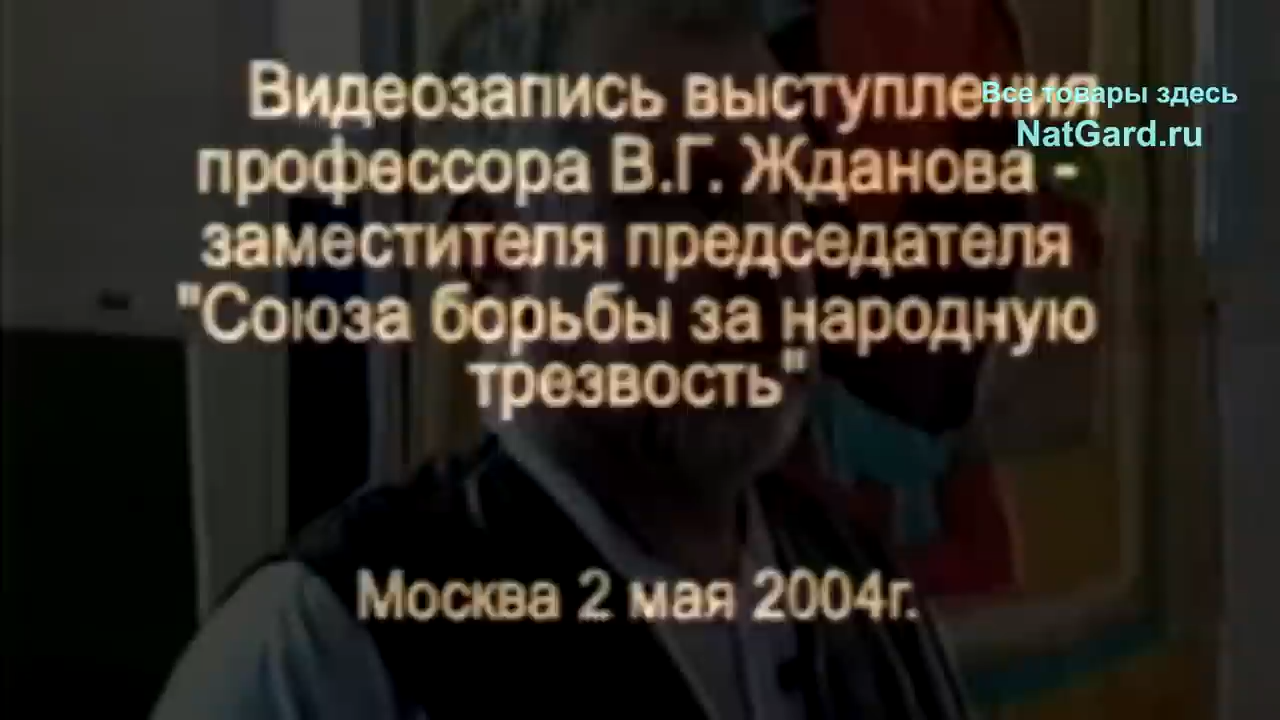 Видеозапись выступления
профессора В.Г. Жданова -
заместителя председателя
"Союза борьбы за народную
трезвость"
Москва 2 мая 2004г.
Все товары здесь
NatGard.ru